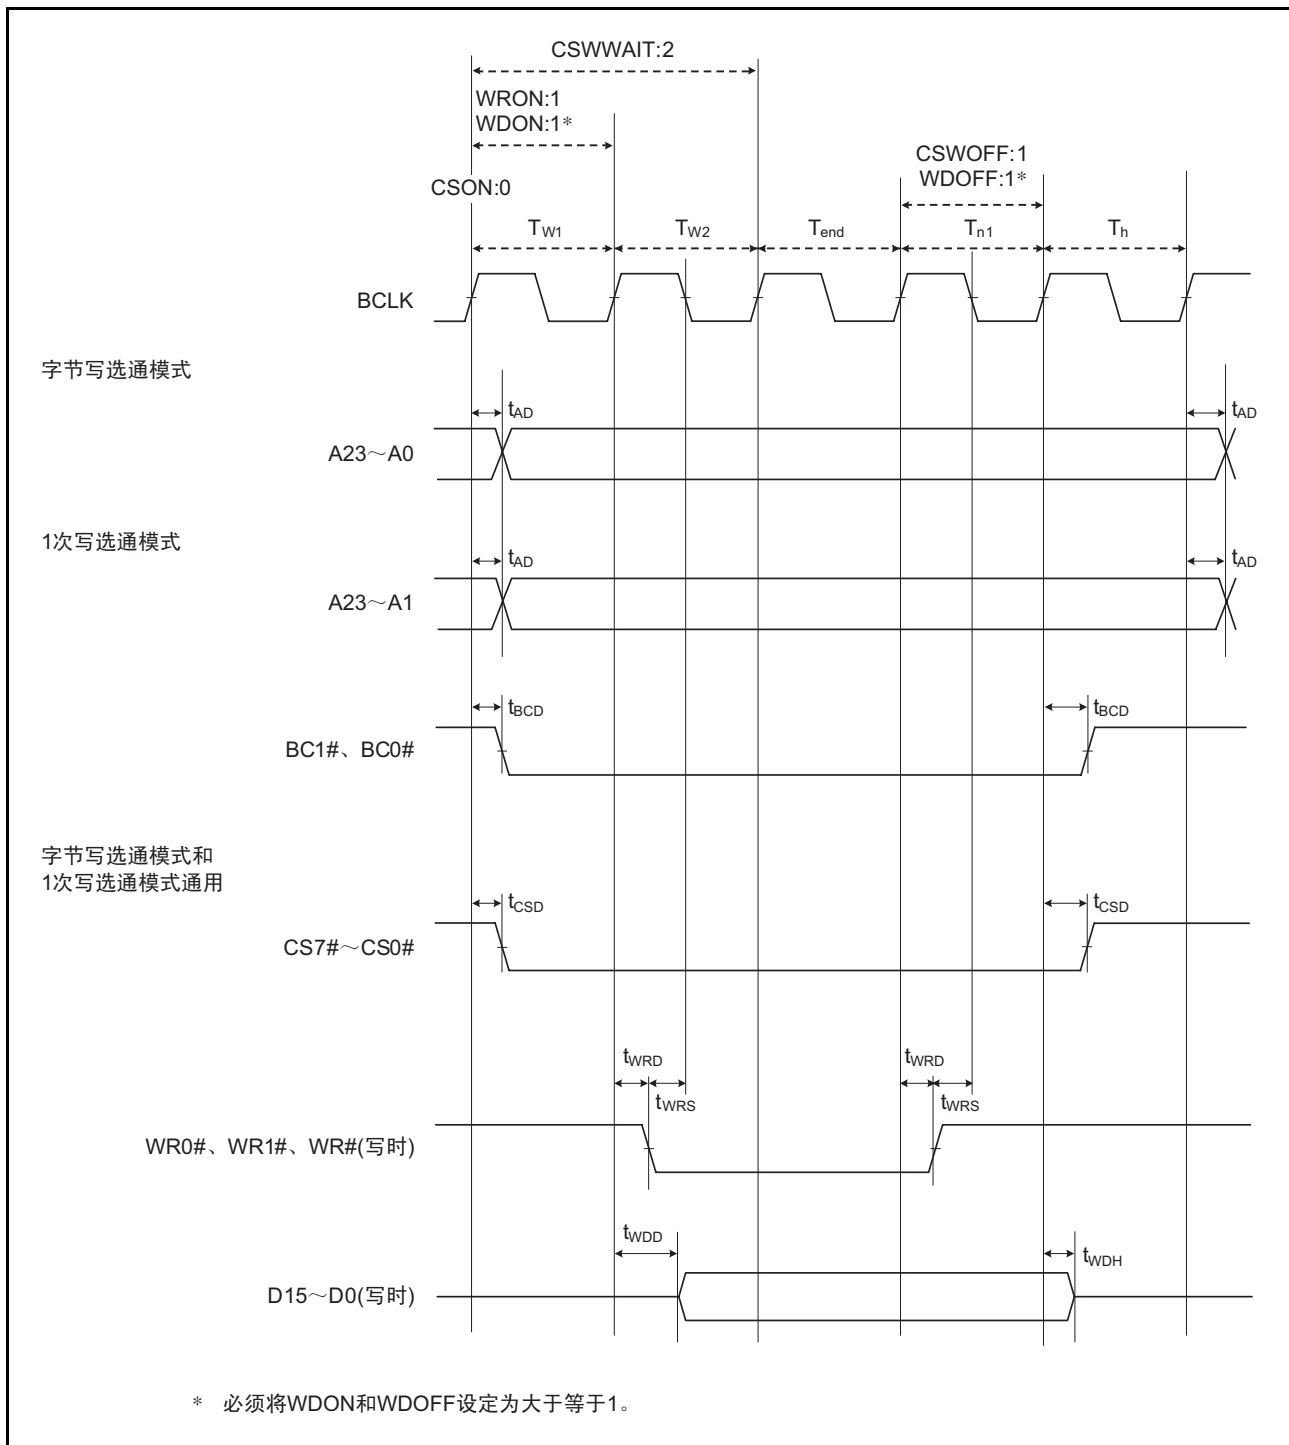 CSWWAIT:2
WRON:1
WDON:1*
CSON:0
CSWOFF:1
WDOFF:1*
TW1 TW2 Tend Tn1 Th
BCLK
字节写选通模式
tAD tAD
A23～A0
1次写选通模式
tAD tAD
A23～A1
tBCD tBCD
BC1#、BC0#
字节写选通模式和
1次写选通模式通用
tCSD tCSD
CS7#～CS0#
tWRD tWRD
tWRS tWRS
WR0#、WR1#、WR#(写时)
tWDD
tWDH
D15～D0(写时)
* 必须将WDON和WDOFF设定为大于等于1。